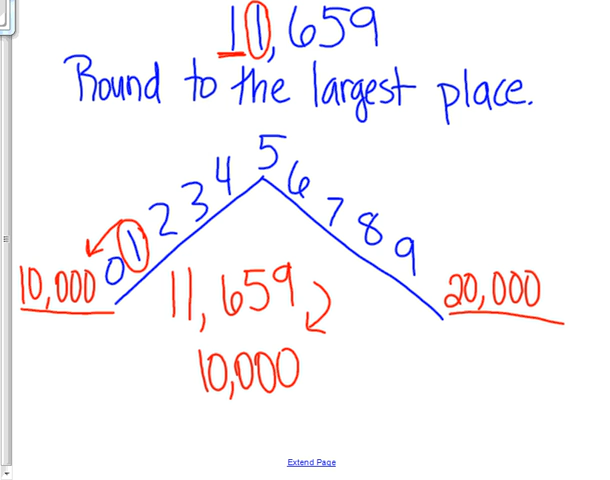 11,659
Round to the largest place.
0 1 2 3 4 5 6 7 8 9
10,000
20,000
11,659
10,000
Extend Page